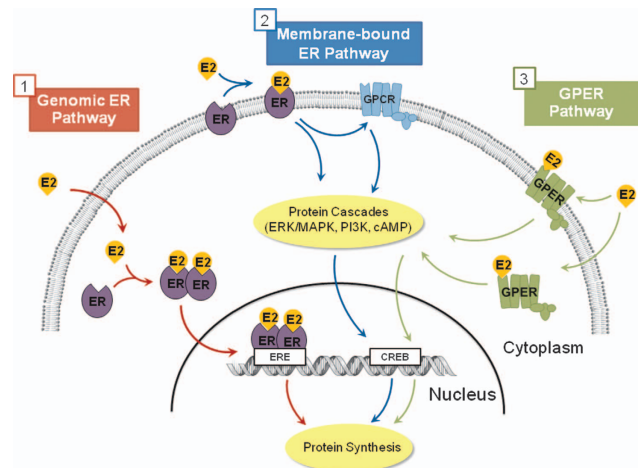 1
Genomic ER
Pathway
2
Membrane-bound
ER Pathway
3
GPER
Pathway
E2
E2
ER
ER
GPCR
E2
GPER
E2
E2
Protein Cascades
(ERK/MAPK, PI3K, cAMP)
E2
E2
E2
ER
ER
ER
E2
GPER
Cytoplasm
E2
E2
ER
ER
ERE
CREB
Nucleus
Protein Synthesis